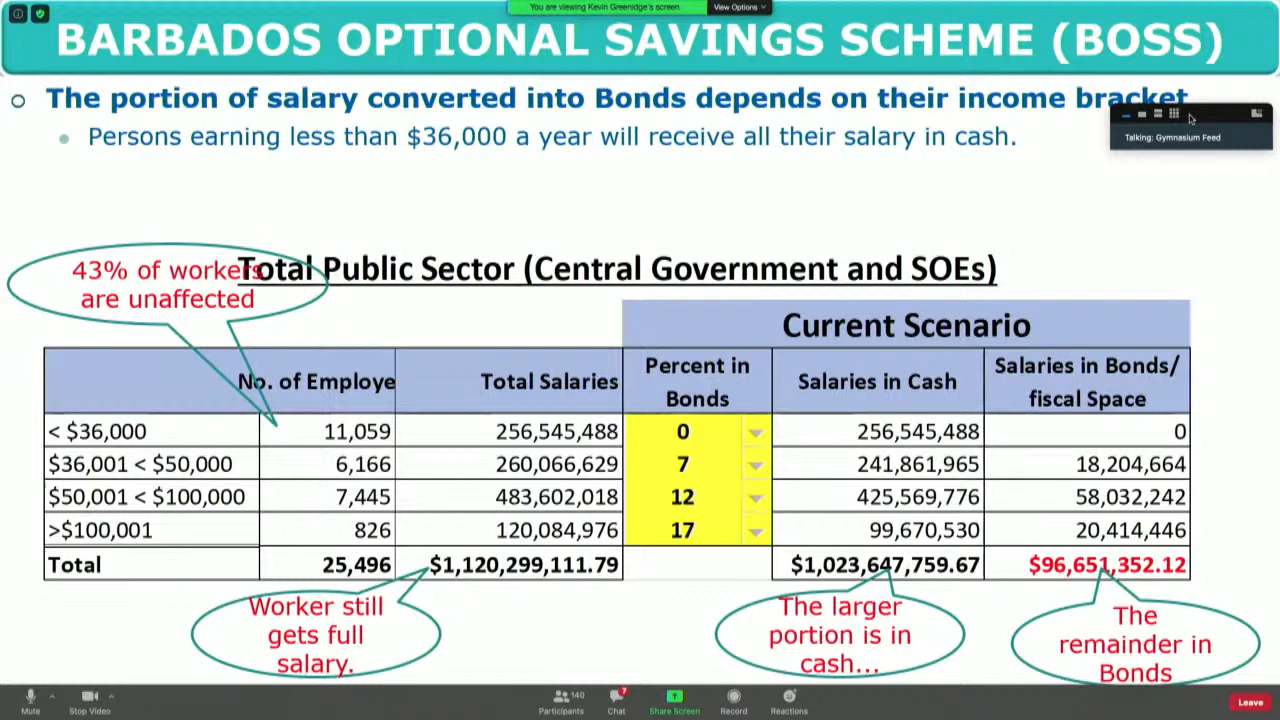 You are viewing Kevin Greenidge's screen
View Options
BARBADOS OPTIONAL SAVINGS SCHEME (BOSS)
The portion of salary converted into Bonds depends on their income bracket
Talking: Gymnasium Feed
Persons earning less than $36,000 a year will receive all their salary in cash.
43% of workers
are unaffected
Total Public Sector (Central Government and SOEs)
Current Scenario
No. of Employe Total Salaries Percent in Bonds Salaries in Cash Salaries in Bonds/ fiscal Space
< $36,000 11,059 256,545,488 0 256,545,488 0
$36,001 < $50,000 6,166 260,066,629 7 241,861,965 18,204,664
$50,001 < $100,000 7,445 483,602,018 12 425,569,776 58,032,242
>$100,001 826 120,084,976 17 99,670,530 20,414,446
Total 25,496 $1,120,299,111.79 $1,023,647,759.67 $96,651,352.12
Worker still
gets full
salary.
The larger
portion is in
cash...
The
remainder in
Bonds
Mute
Stop Video
Participants 140
Chat 7
Share Screen
Record
Reactions
Leave